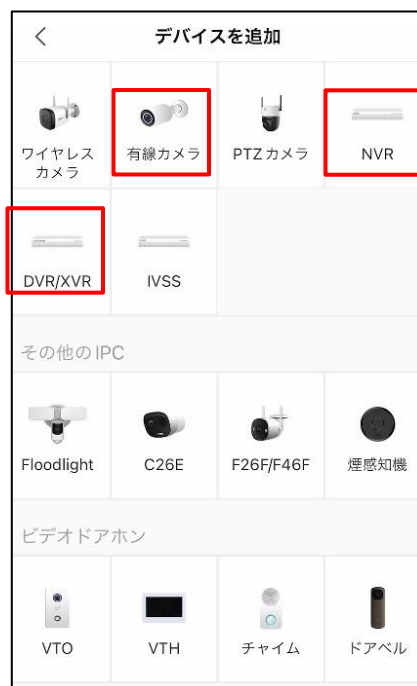 デバイスを追加
ワイヤレス
カメラ
有線カメラ
PTZ カメラ
NVR
DVR/XVR
IVSS
その他の IPC
Floodlight
C26E
F26F/F46F
煙感知機
ビデオドアホン
VTO
VTH
チャイム
ドアベル